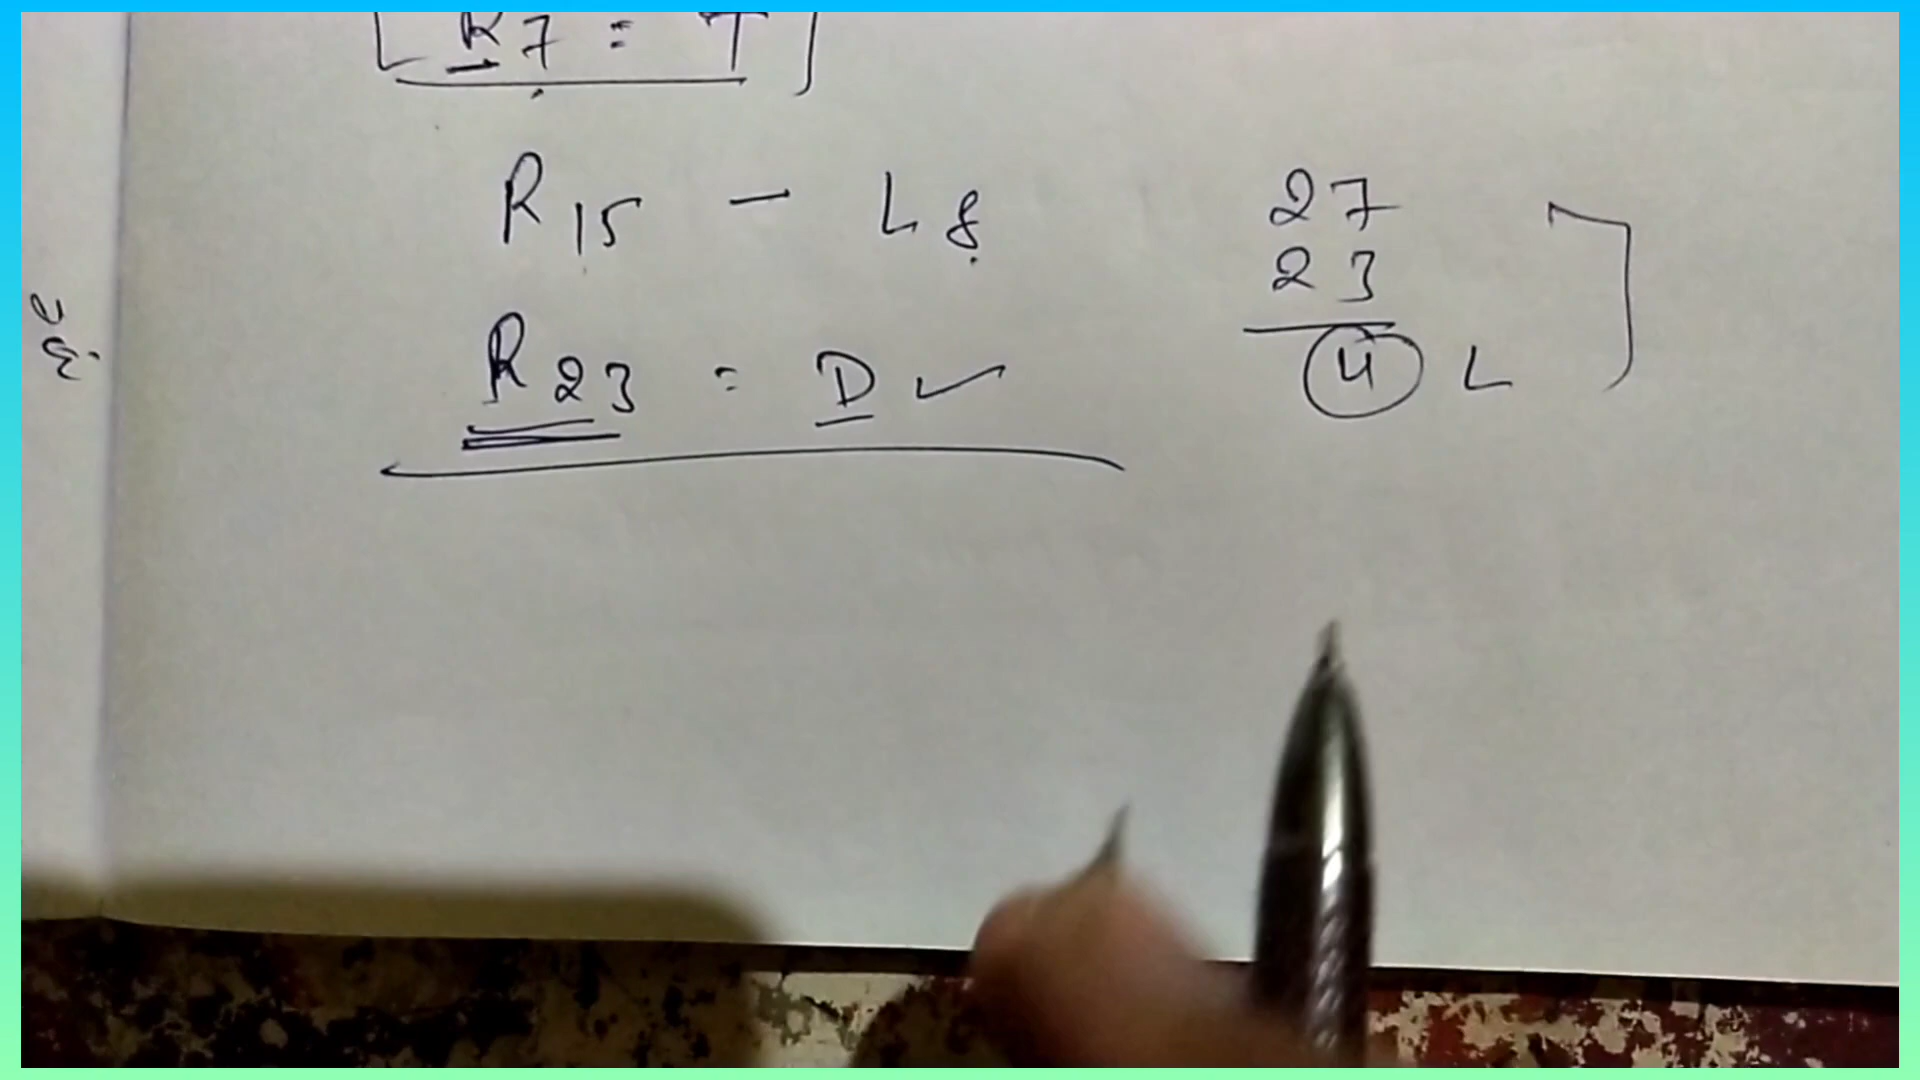 R7 = T
R15 - L8
R23 = D ✓
27
23
4 L